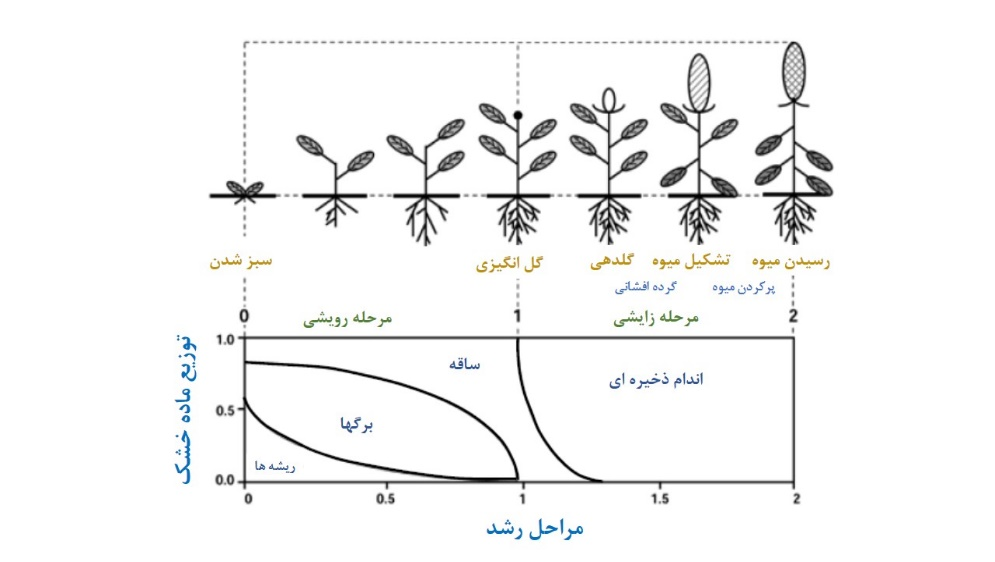 سبز شدن
گل انگیزی
گلدهی
تشکیل میوه
رسیدن میوه
گرده افشانی
پرکردن میوه
0
مرحله رویشی
1
مرحله زایشی
2
توزیع ماده خشک
1.0
0.5
0.0
ساقه
برگها
ریشه ها
اندام ذخیره ای
0
0.5
1
1.5
2
مراحل رشد